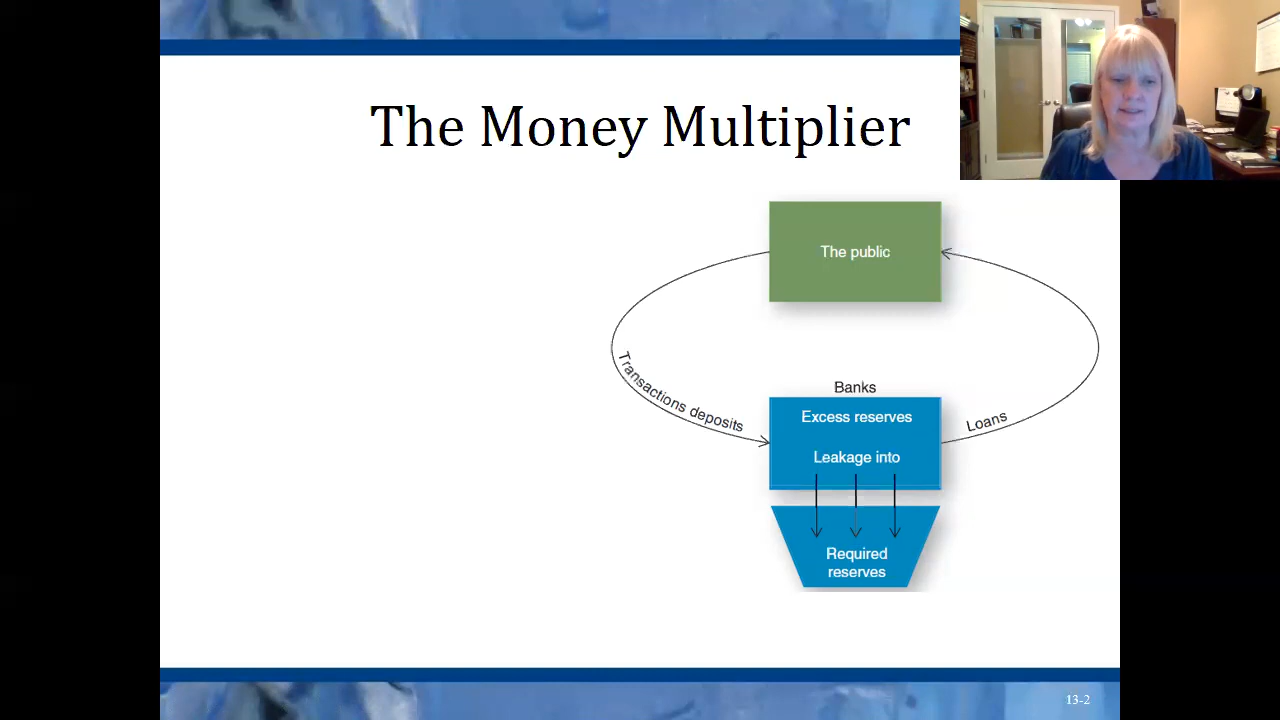 The Money Multiplier
The public
Transactions deposits
Banks
Excess reserves
Loans
Leakage into
Required
reserves
13-2